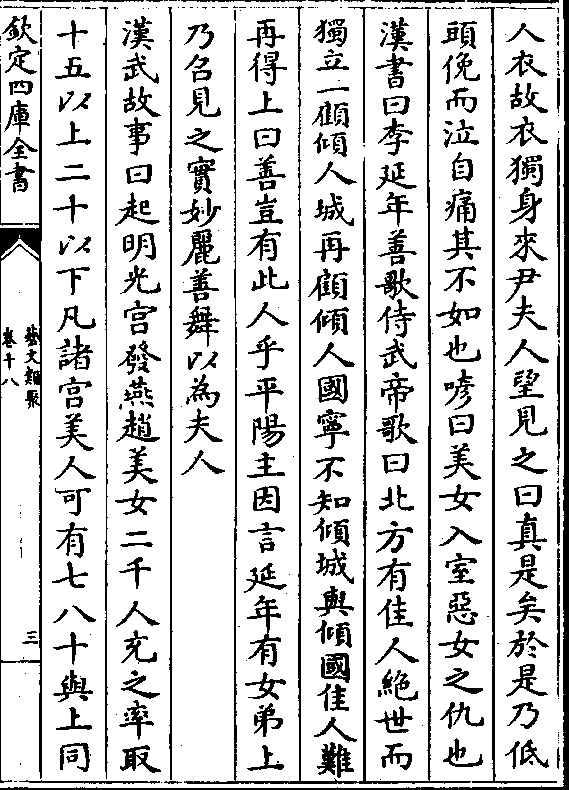 人衣故衣獨身來尹夫人望見之曰真是矣於是乃低
頭俛而泣自痛其不如也喭曰美女入室惡女之仇也
漢書曰李延年善歌侍武帝歌曰北方有佳人絶世而
獨立一顧傾人城再顧傾人國寧不知傾城與傾國佳人難
再得上曰善豈有此人乎平陽主因言延年有女弟上
乃召見之實妙麗善舞以為夫人
漢武故事曰起明光宫發燕趙美女二千人充之率取
十五以上二十以下凡諸宫美人可有七八十與上同
欽定四庫全書
藝文類聚
卷十八
三